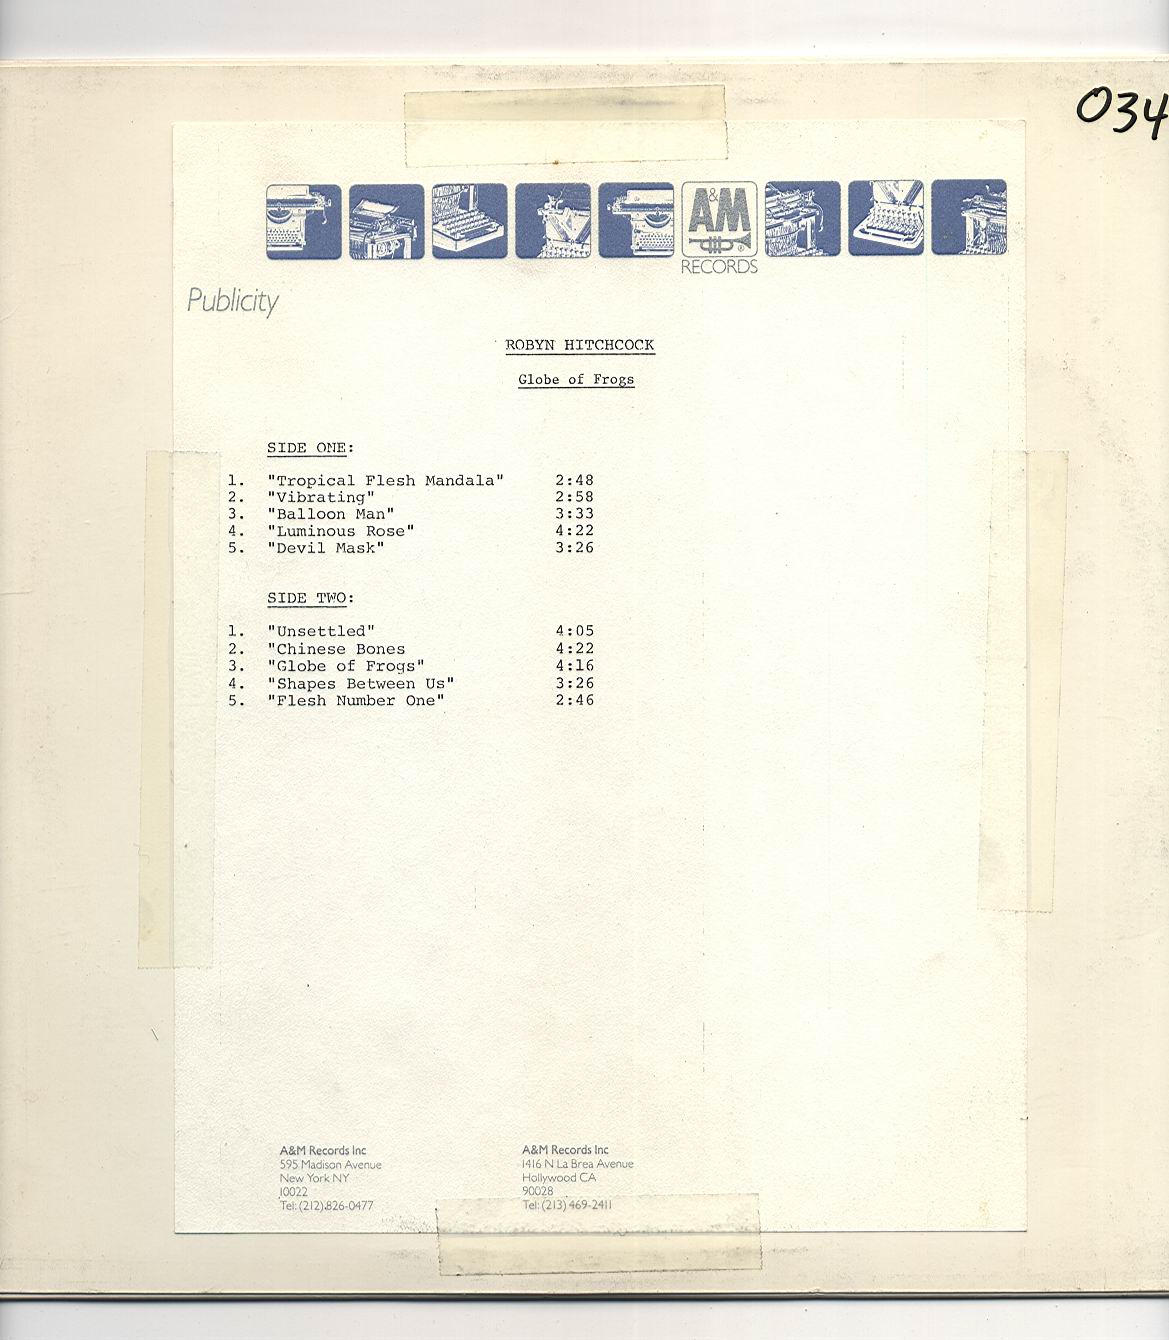 034
A&M
RECORDS
Publicity
ROBYN HITCHCOCK
Globe of Frogs
SIDE ONE:
1. "Tropical Flesh Mandala" 2:48
2. "Vibrating" 2:58
3. "Balloon Man" 3:33
4. "Luminous Rose" 4:22
5. "Devil Mask" 3:26
SIDE TWO:
1. "Unsettled" 4:05
2. "Chinese Bones 4:22
3. "Globe of Frogs" 4:16
4. "Shapes Between Us" 3:26
5. "Flesh Number One" 2:46
A&M Records Inc
595 Madison Avenue
New York NY
10022
Tel: (212) 826-0477
A&M Records Inc
1416 N La Brea Avenue
Hollywood CA
90028
Tel: (213) 469-2411